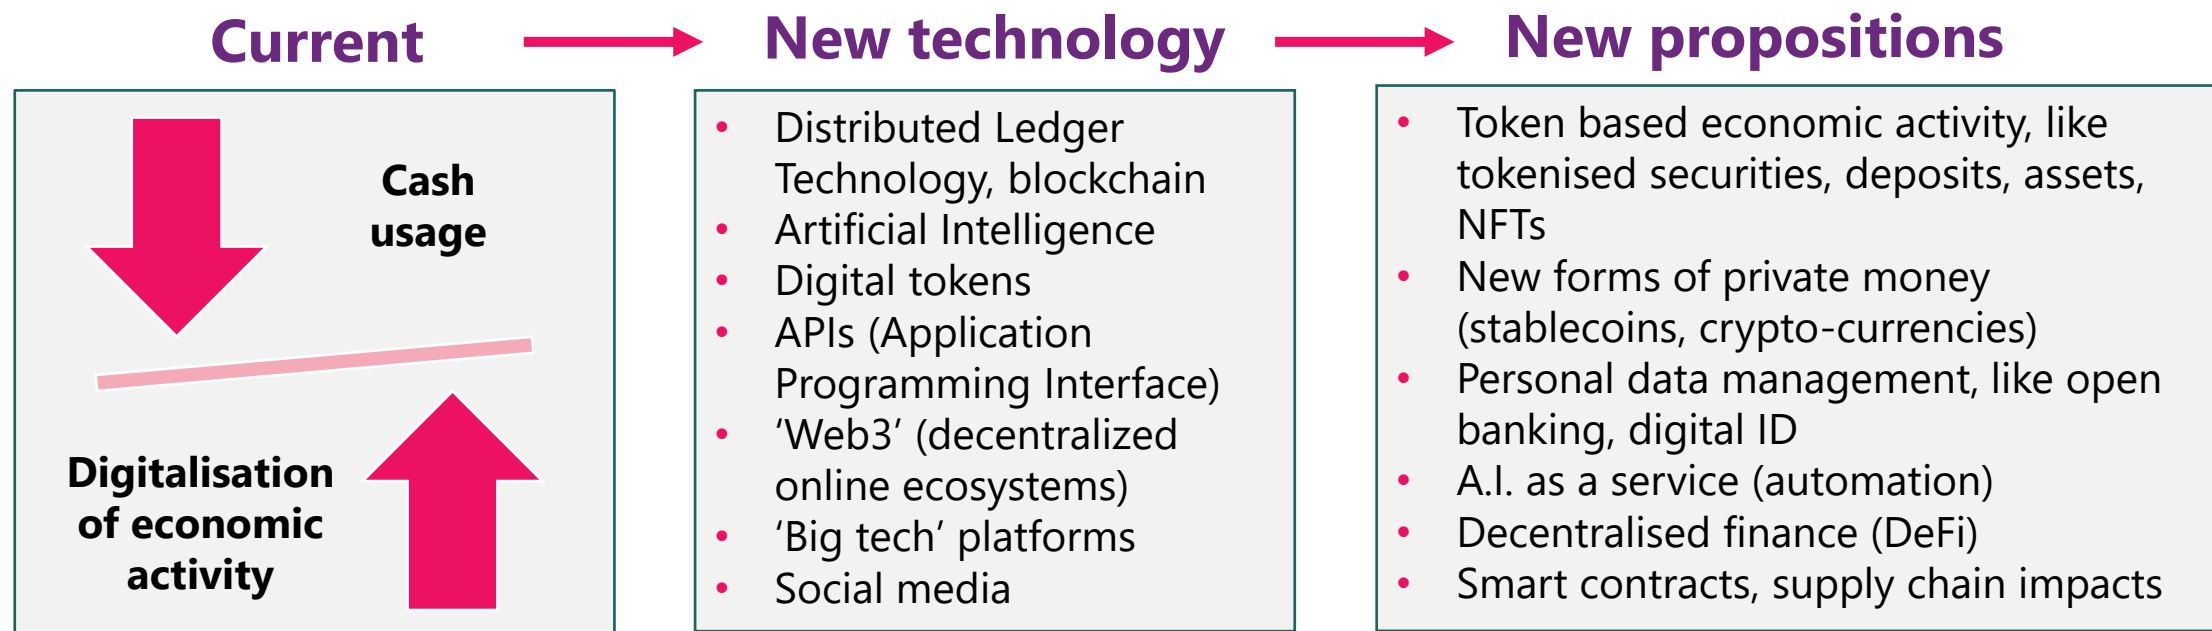 Current
New technology
New propositions
Cash
usage
Digitalisation
of economic
activity
• Distributed Ledger
Technology, blockchain
• Artificial Intelligence
• Digital tokens
• APIs (Application
Programming Interface)
• ‘Web3’ (decentralized
online ecosystems)
• ‘Big tech’ platforms
• Social media
• Token based economic activity, like
tokenised securities, deposits, assets,
NFTs
• New forms of private money
(stablecoins, crypto-currencies)
• Personal data management, like open
banking, digital ID
• A.I. as a service (automation)
• Decentralised finance (DeFi)
• Smart contracts, supply chain impacts